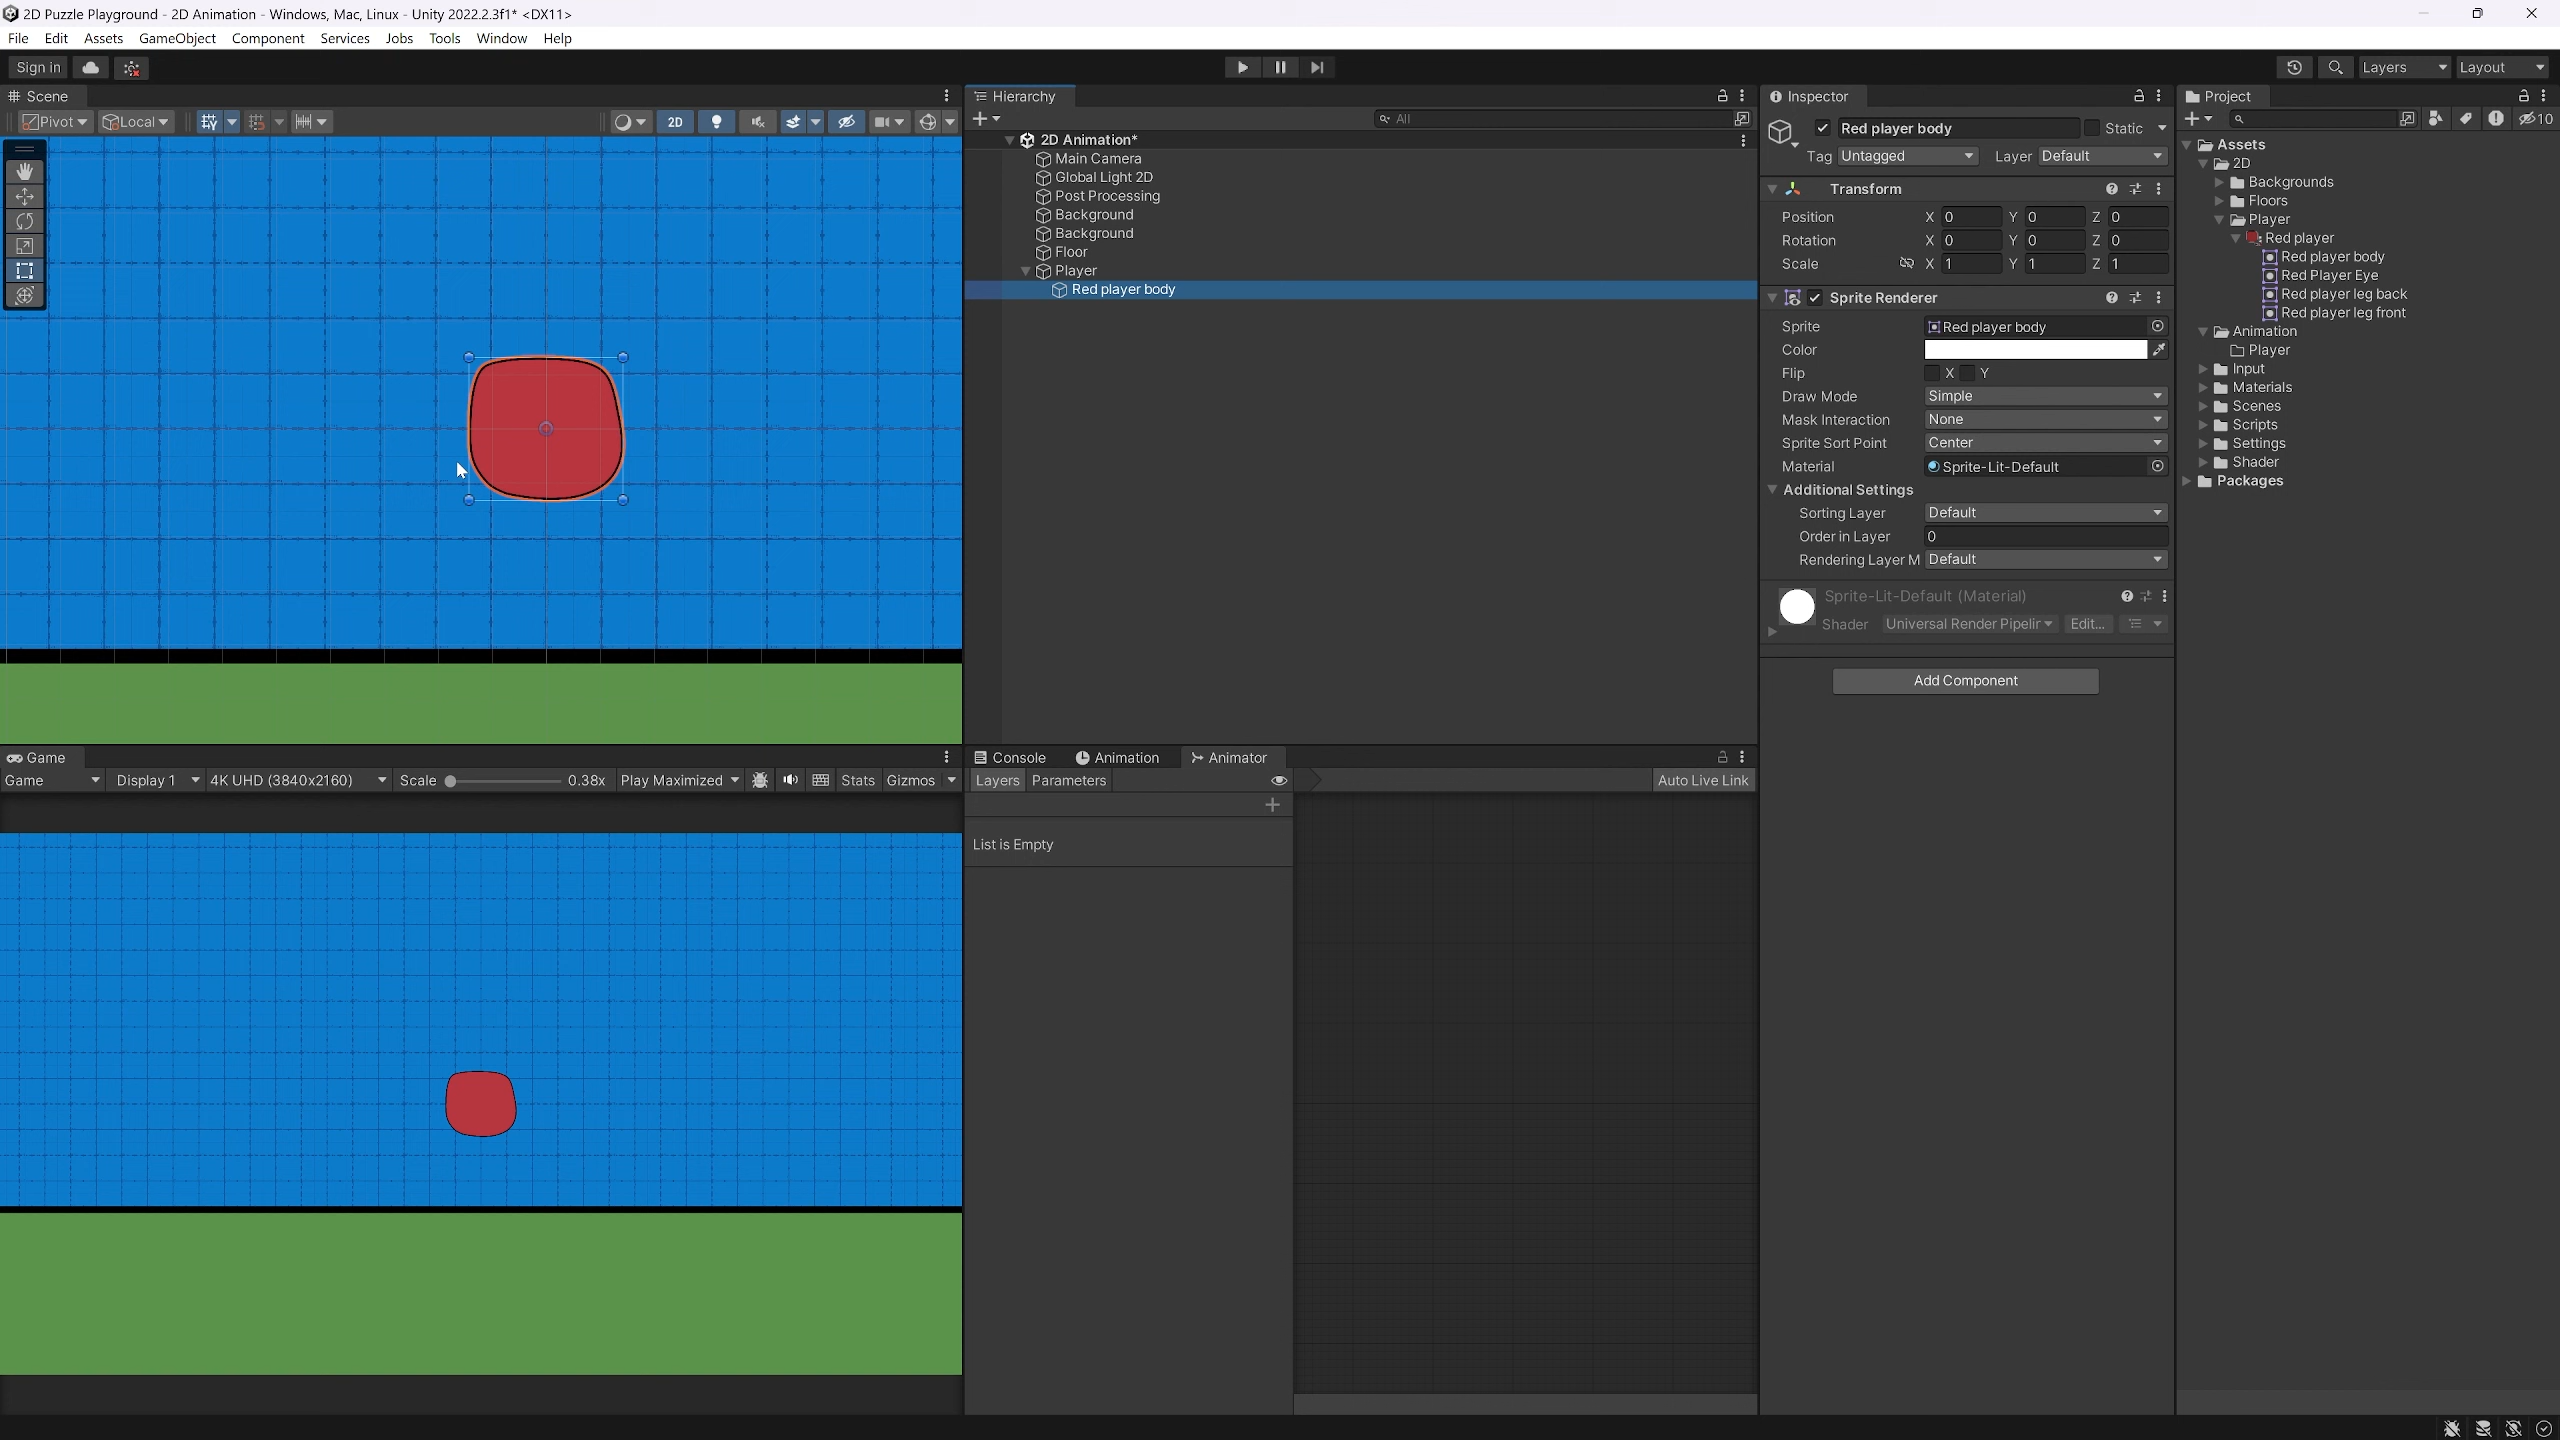 2D Puzzle Playground - 2D Animation - Windows, Mac, Linux - Unity 2022.2.3f1* <DX11>
File Edit Assets GameObject Component Services Jobs Tools Window Help
Sign in
Layers
Layout
Scene
Pivot
Local
2D
Hierarchy
All
2D Animation*
Main Camera
Global Light 2D
Post Processing
Background
Background
Floor
Player
Red player body
Inspector
Red player body
Static
Tag Untagged Layer Default
Transform
Position X 0 Y 0 Z 0
Rotation X 0 Y 0 Z 0
Scale X 1 Y 1 Z 1
Sprite Renderer
Sprite Red player body
Color
Flip X Y
Draw Mode Simple
Mask Interaction None
Sprite Sort Point Center
Material Sprite-Lit-Default
Additional Settings
Sorting Layer Default
Order in Layer 0
Rendering Layer M Default
Sprite-Lit-Default (Material)
Shader Universal Render Pipelir Edit...
Add Component
Project
10
Assets
2D
Backgrounds
Floors
Player
Red player
Red player body
Red Player Eye
Red player leg back
Red player leg front
Animation
Player
Input
Materials
Scenes
Scripts
Settings
Shader
Packages
Game
Game Display 1 4K UHD (3840x2160) Scale 0.38x Play Maximized Stats Gizmos
Console Animation Animator
Layers Parameters Auto Live Link
List is Empty